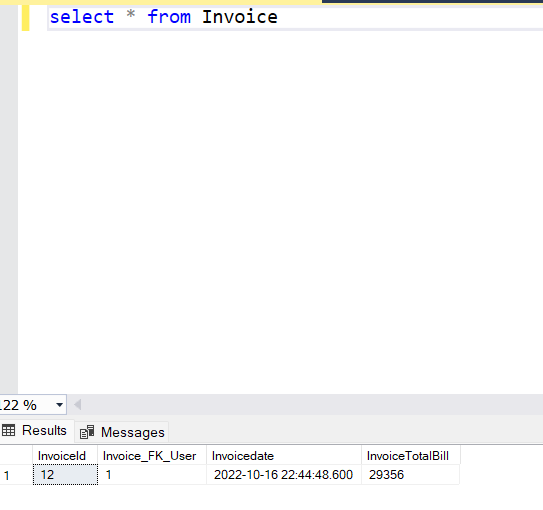 select * from Invoice
122 %
Results Messages
InvoiceId Invoice_FK_User Invoicedate InvoiceTotalBill
1 12 1 2022-10-16 22:44:48.600 29356